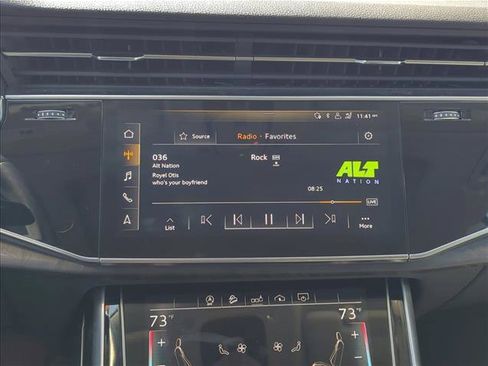 11:41 AM
Source Radio · Favorites
036 Rock
Alt Nation
Royel Otis
who's your boyfriend
ALT
NATION
08:25
LIVE
List More
73°F 73°F